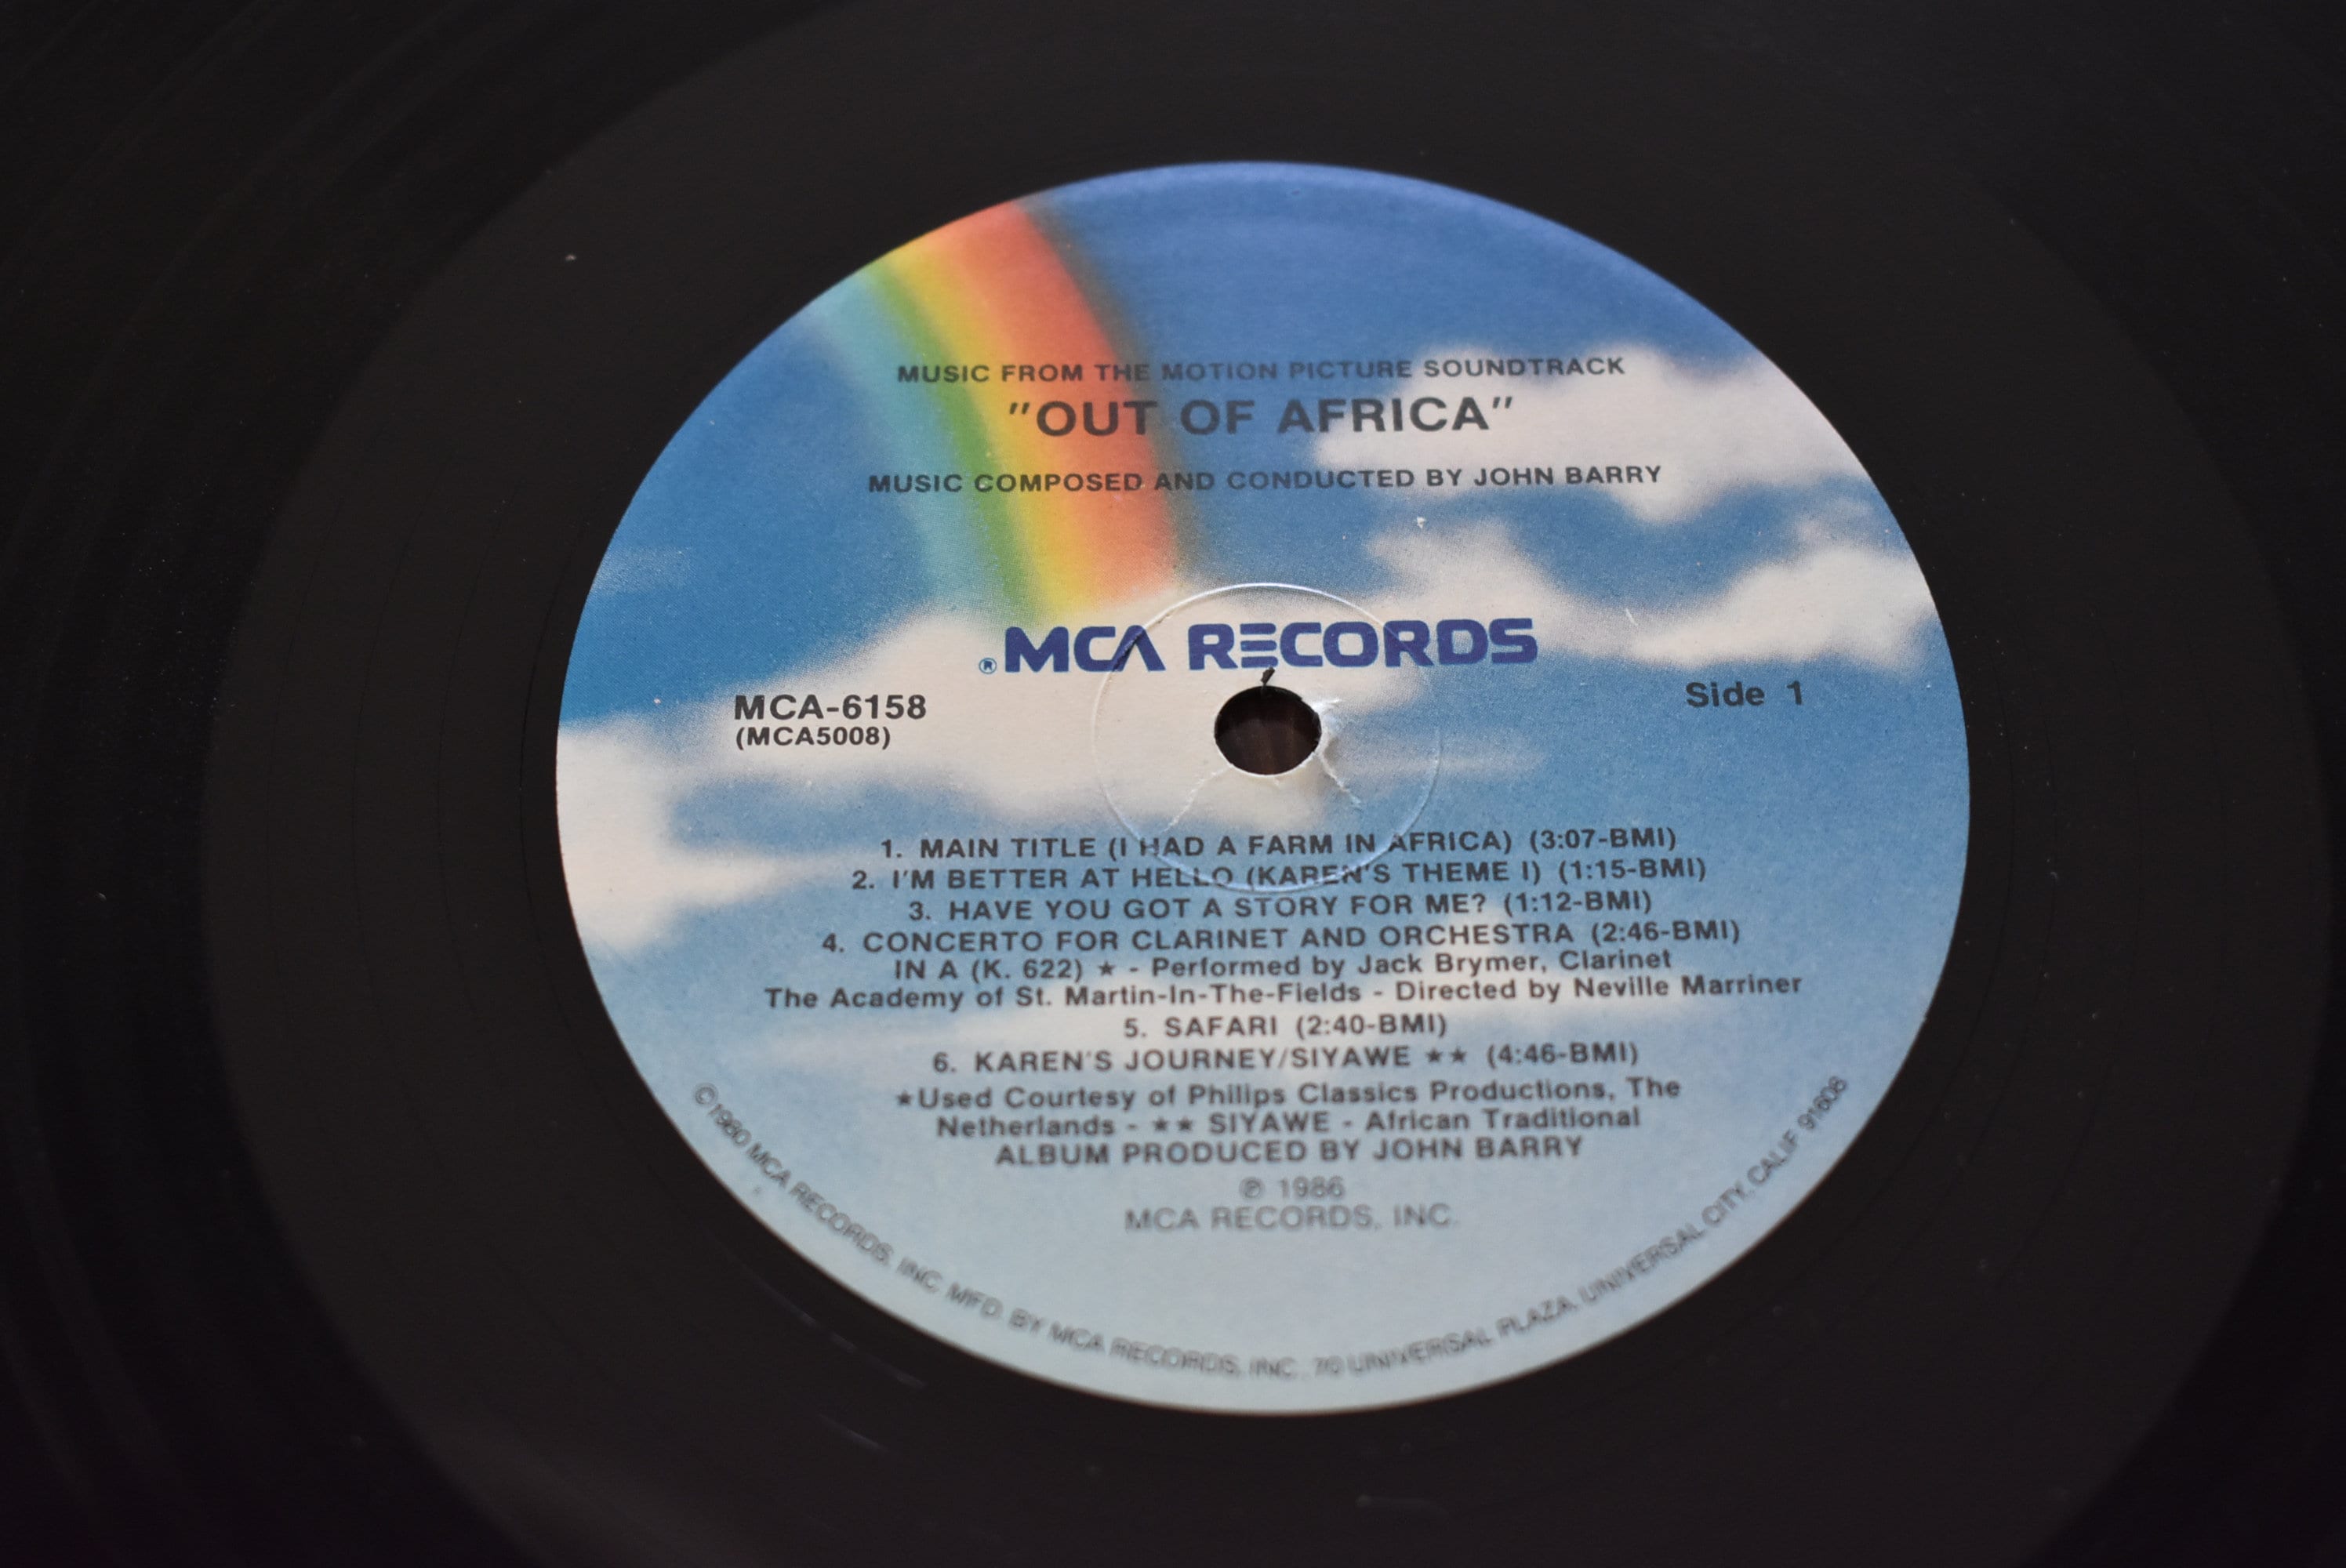 MUSIC FROM THE MOTION PICTURE SOUNDTRACK
"OUT OF AFRICA"
MUSIC COMPOSED AND CONDUCTED BY JOHN BARRY
®MCA RECORDS
MCA-6158
(MCA5008)
Side 1
1. MAIN TITLE (I HAD A FARM IN AFRICA) (3:07-BMI)
2. I'M BETTER AT HELLO (KAREN'S THEME I) (1:15-BMI)
3. HAVE YOU GOT A STORY FOR ME? (1:12-BMI)
4. CONCERTO FOR CLARINET AND ORCHESTRA (2:46-BMI)
IN A (K. 622) ★ - Performed by Jack Brymer, Clarinet
The Academy of St. Martin-In-The-Fields - Directed by Neville Marriner
5. SAFARI (2:40-BMI)
6. KAREN'S JOURNEY/SIYAWE ★★ (4:46-BMI)
★Used Courtesy of Philips Classics Productions, The
Netherlands - ★★ SIYAWE - African Traditional
ALBUM PRODUCED BY JOHN BARRY
℗ 1986
MCA RECORDS, INC.
©1980 MCA RECORDS, INC. MFD. BY MCA RECORDS, INC., 70 UNIVERSAL PLAZA, UNIVERSAL CITY, CALIF 91608